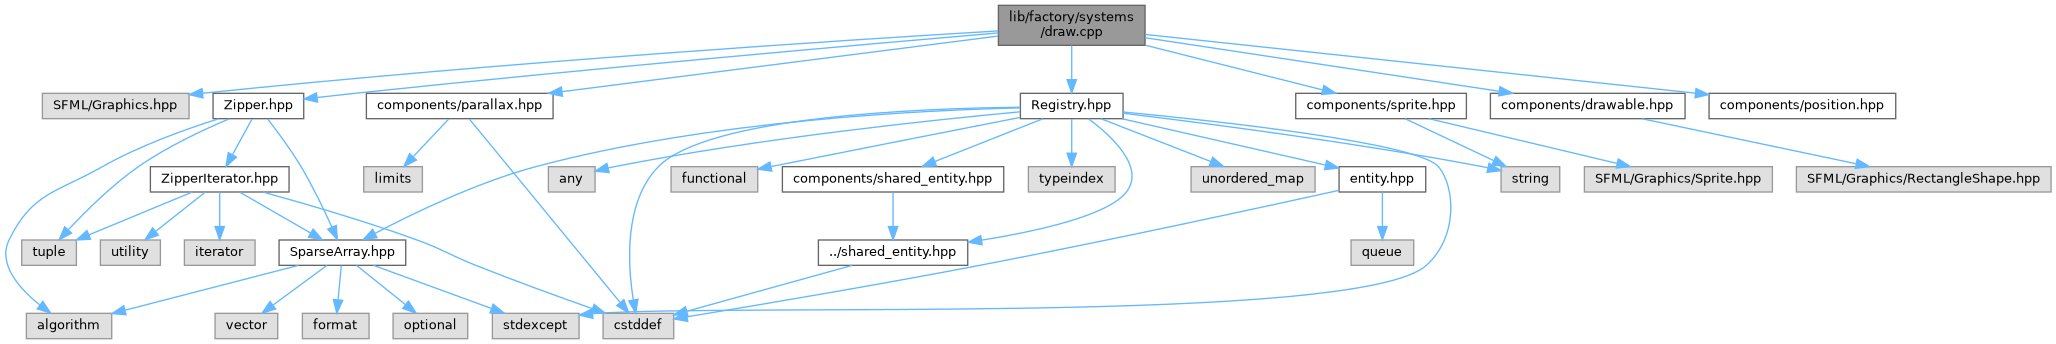 lib/factory/systems
/draw.cpp
SFML/Graphics.hpp
Zipper.hpp
components/parallax.hpp
Registry.hpp
components/sprite.hpp
components/drawable.hpp
components/position.hpp
ZipperIterator.hpp
limits
any
functional
components/shared_entity.hpp
typeindex
unordered_map
entity.hpp
string
SFML/Graphics/Sprite.hpp
SFML/Graphics/RectangleShape.hpp
tuple
utility
iterator
SparseArray.hpp
../shared_entity.hpp
queue
algorithm
vector
format
optional
stdexcept
cstddef